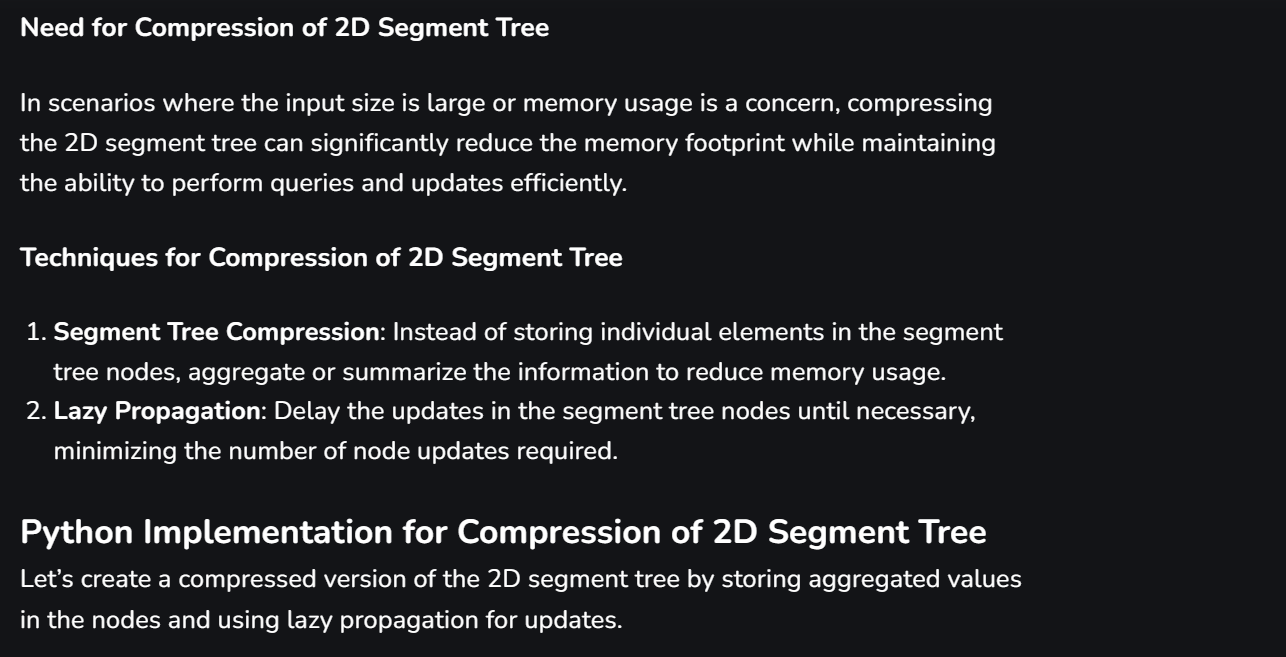 Need for Compression of 2D Segment Tree
In scenarios where the input size is large or memory usage is a concern, compressing
the 2D segment tree can significantly reduce the memory footprint while maintaining
the ability to perform queries and updates efficiently.
Techniques for Compression of 2D Segment Tree
1. Segment Tree Compression: Instead of storing individual elements in the segment
tree nodes, aggregate or summarize the information to reduce memory usage.
2. Lazy Propagation: Delay the updates in the segment tree nodes until necessary,
minimizing the number of node updates required.
Python Implementation for Compression of 2D Segment Tree
Let’s create a compressed version of the 2D segment tree by storing aggregated values
in the nodes and using lazy propagation for updates.